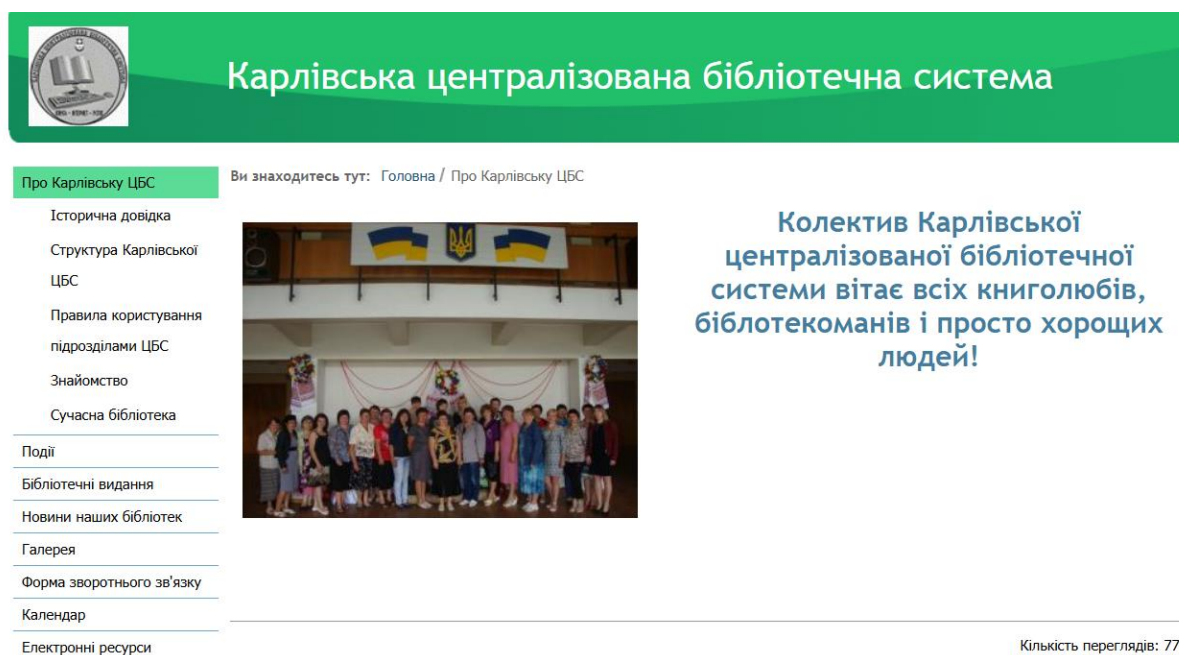 Карлівська централізована бібліотечна система
Про Карлівську ЦБС
Історична довідка
Структура Карлівської
ЦБС
Правила користування
підрозділами ЦБС
Знайомство
Сучасна бібліотека
Події
Бібліотечні видання
Новини наших бібліотек
Галерея
Форма зворотнього зв'язку
Календар
Електронні ресурси
Ви знаходитесь тут: Головна / Про Карлівську ЦБС
Колектив Карлівської
централізованої бібліотечної
системи вітає всіх книголюбів,
біблотекоманів і просто хорощих
людей!
Кількість переглядів: 77